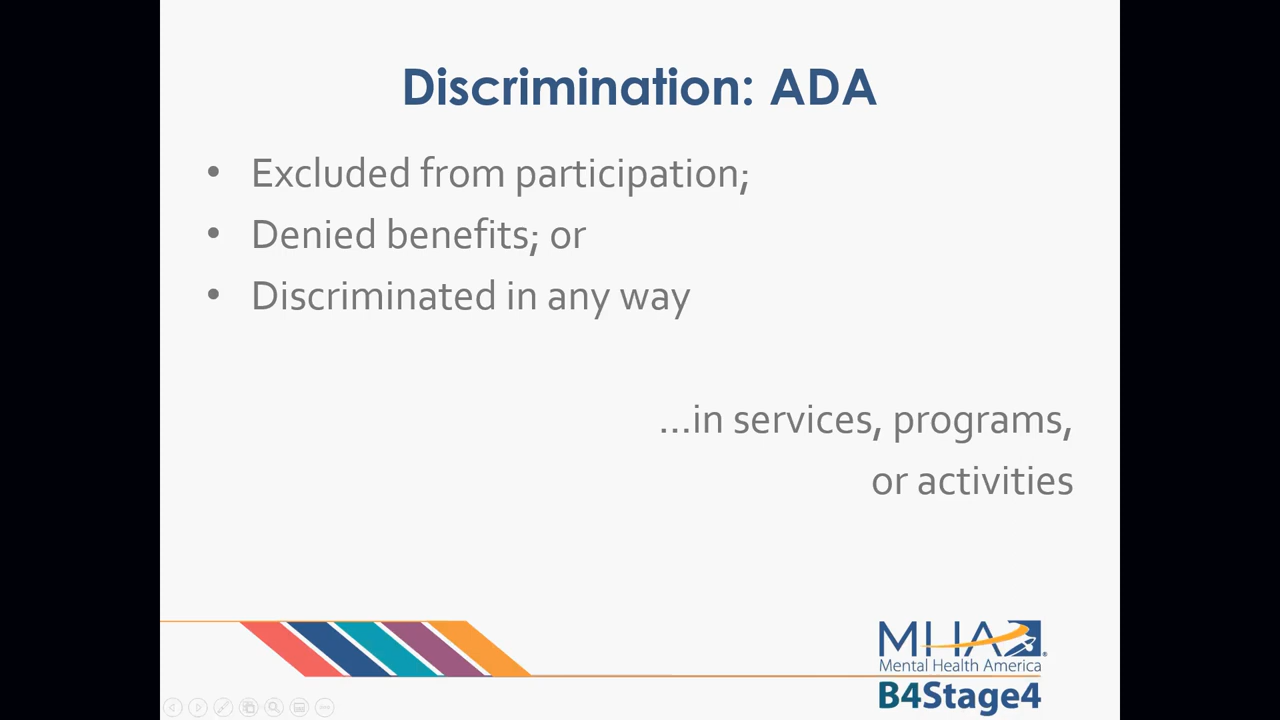 Discrimination: ADA
• Excluded from participation;
• Denied benefits; or
• Discriminated in any way
...in services, programs,
or activities
MHA®
Mental Health America
B4Stage4